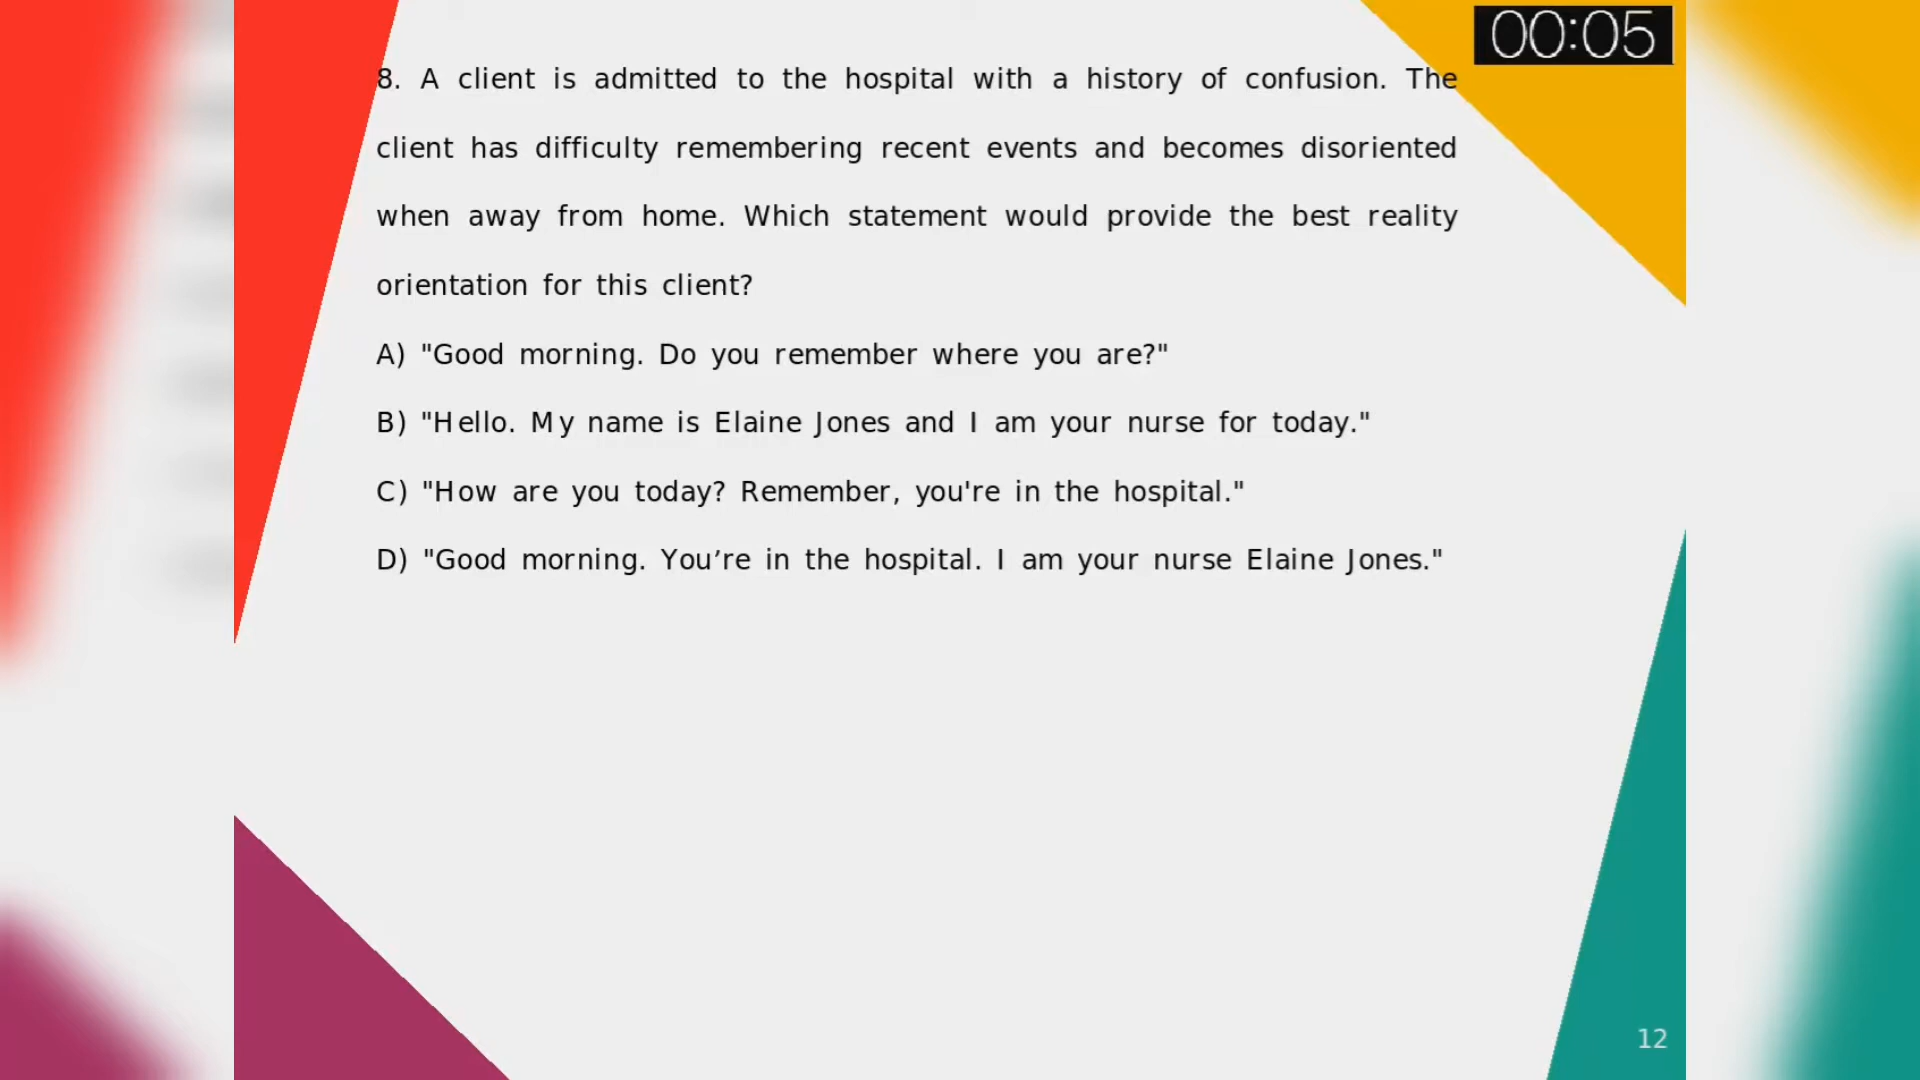 00:05
8. A client is admitted to the hospital with a history of confusion. The
client has difficulty remembering recent events and becomes disoriented
when away from home. Which statement would provide the best reality
orientation for this client?
A) "Good morning. Do you remember where you are?"
B) "Hello. My name is Elaine Jones and I am your nurse for today."
C) "How are you today? Remember, you're in the hospital."
D) "Good morning. You’re in the hospital. I am your nurse Elaine Jones."
12